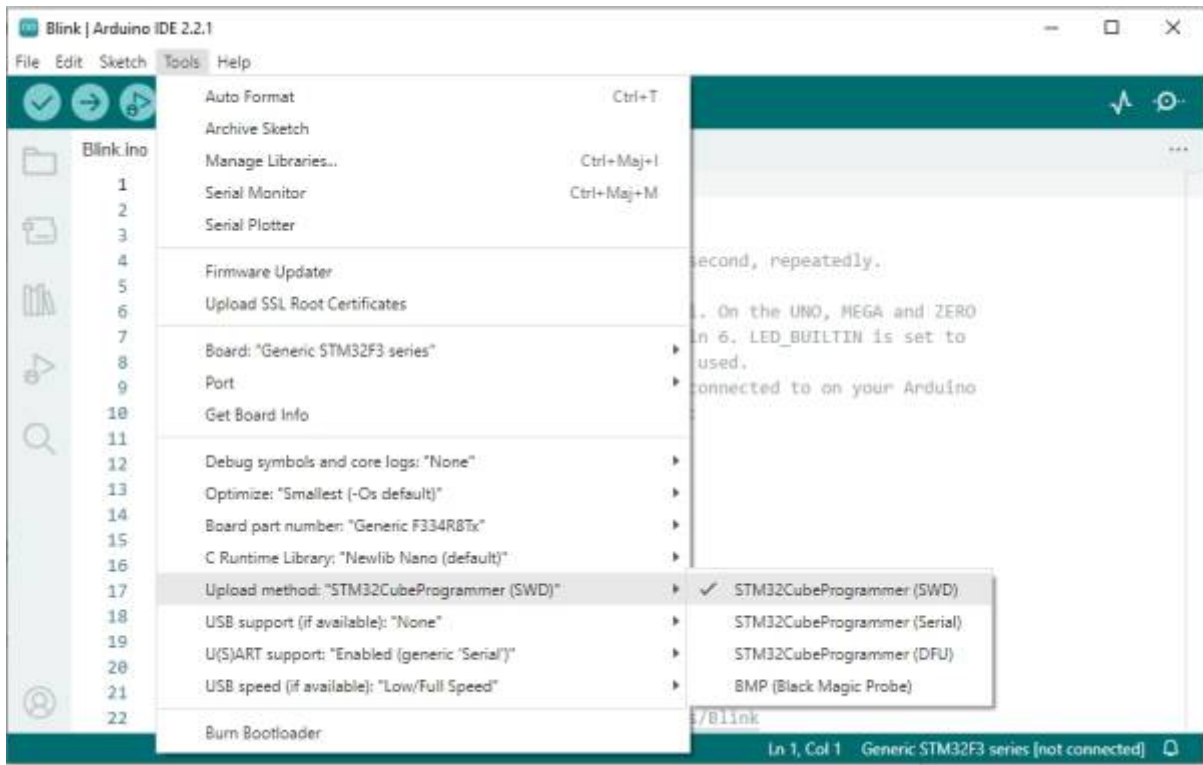 Blink | Arduino IDE 2.2.1
File Edit Sketch Tools Help
Auto Format Ctrl+T
Archive Sketch
Blink.ino
Manage Libraries... Ctrl+Maj+I
Serial Monitor Ctrl+Maj+M
Serial Plotter
Firmware Updater
Upload SSL Root Certificates
Board: "Generic STM32F3 series"
Port
Get Board Info
Debug symbols and core logs: "None"
Optimize: "Smallest (-Os default)"
Board part number: "Generic F334R8Tx"
C Runtime Library: "Newlib Nano (default)"
Upload method: "STM32CubeProgrammer (SWD)"
USB support (if available): "None"
U(S)ART support: "Enabled (generic 'Serial')"
USB speed (if available): "Low/Full Speed"
Burn Bootloader
STM32CubeProgrammer (SWD)
STM32CubeProgrammer (Serial)
STM32CubeProgrammer (DFU)
BMP (Black Magic Probe)
1
2
3
4 second, repeatedly.
5
6 . On the UNO, MEGA and ZERO
7 in 6. LED_BUILTIN is set to
8 used.
9 connected to on your Arduino
10
11
12
13
14
15
16
17
18
19
20
21
22 s/Blink
Ln 1, Col 1 Generic STM32F3 series [not connected]